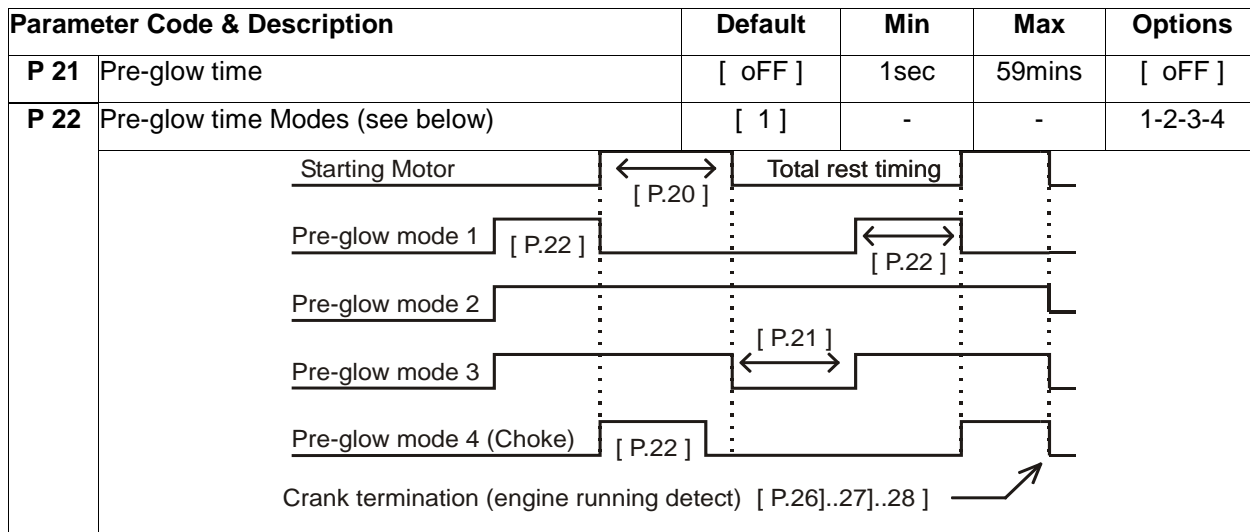 Parameter Code & Description Default Min Max Options
P 21 Pre-glow time [ oFF ] 1sec 59mins [ oFF ]
P 22 Pre-glow time Modes (see below) [ 1 ] - - 1-2-3-4
Starting Motor Total rest timing
[ P.20 ]
Pre-glow mode 1 [ P.22 ]
[ P.22 ]
Pre-glow mode 2
[ P.21 ]
Pre-glow mode 3
Pre-glow mode 4 (Choke) [ P.22 ]
Crank termination (engine running detect) [ P.26]..27]..28 ]